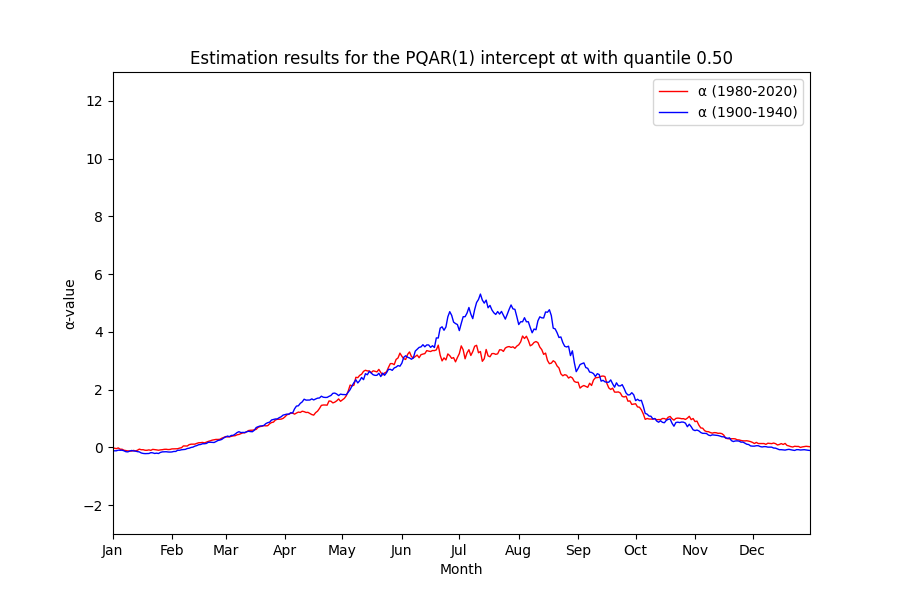 Estimation results for the PQAR(1) intercept αt with quantile 0.50
α (1980-2020)
α (1900-1940)
12
10
8
6
4
2
0
−2
α-value
Jan Feb Mar Apr May Jun Jul Aug Sep Oct Nov Dec
Month